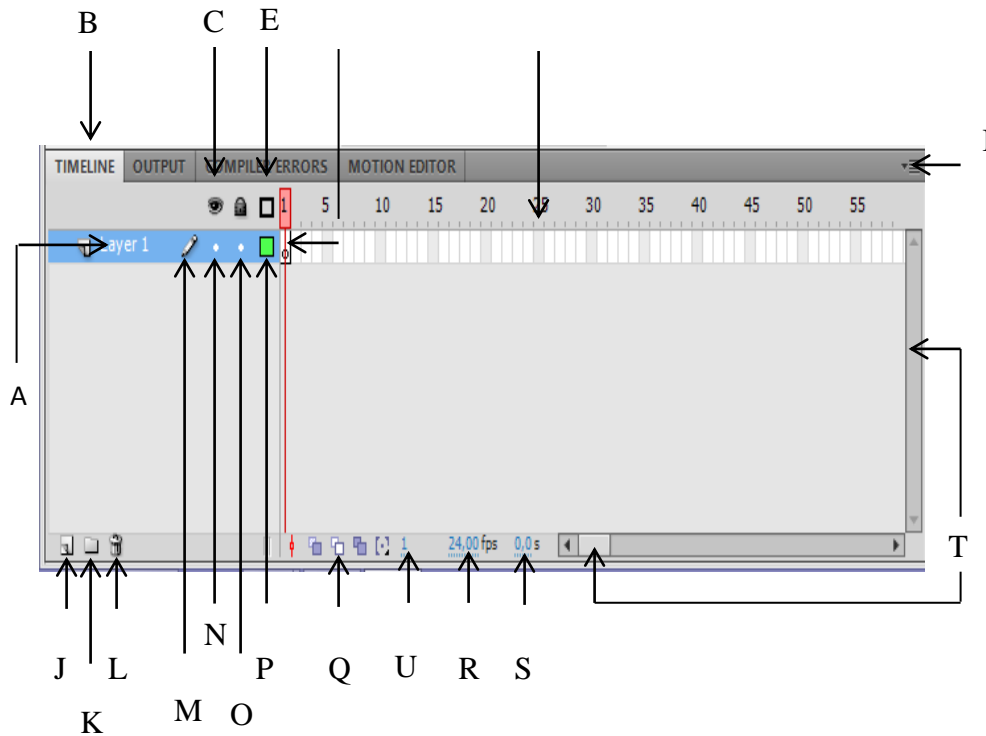 B C E
TIMELINE OUTPUT COMPILER ERRORS MOTION EDITOR
1 5 10 15 20 25 30 35 40 45 50 55
Layer 1
A
1 24,00 fps 0,0 s
T
N
J L P Q U R S
M O
K